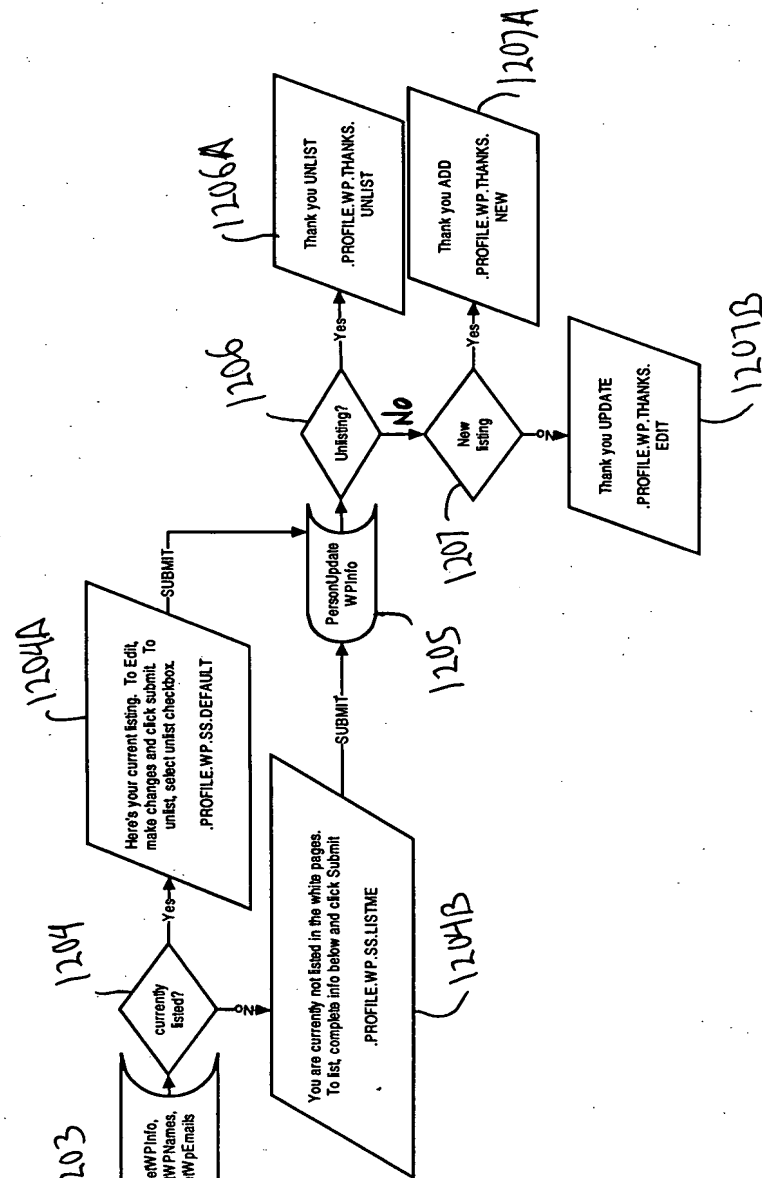 1203
etWPInfo,
tWPNames,
tWpEmails
1204
currently
listed?
Yes
No
1204A
Here's your current listing. To Edit,
make changes and click submit. To
unlist, select unlist checkbox.
.PROFILE.WP.SS.DEFAULT
SUBMIT
You are currently not listed in the white pages.
To list, complete info below and click Submit
.PROFILE.WP.SS.LISTME
1204B
SUBMIT
PersonUpdate
WPInfo
1205
1206
Unlisting?
Yes
No
1206A
Thank you UNLIST
.PROFILE.WP.THANKS.
UNLIST
1207
New
listing
Yes
No
1207A
Thank you ADD
.PROFILE.WP.THANKS.
NEW
Thank you UPDATE
.PROFILE.WP.THANKS.
EDIT
1207B